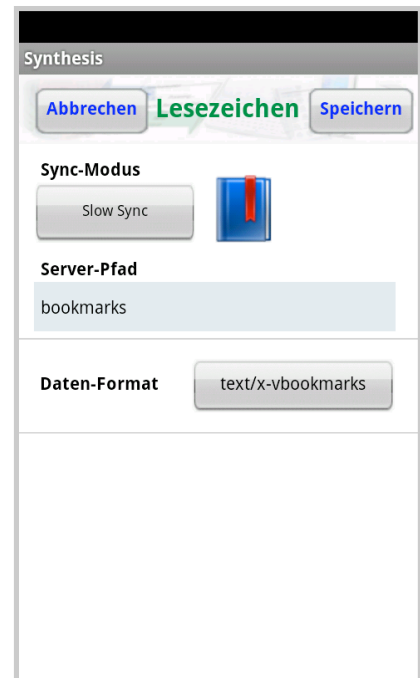 Synthesis
Abbrechen Lesezeichen Speichern
Sync-Modus
Slow Sync
Server-Pfad
bookmarks
Daten-Format text/x-vbookmarks